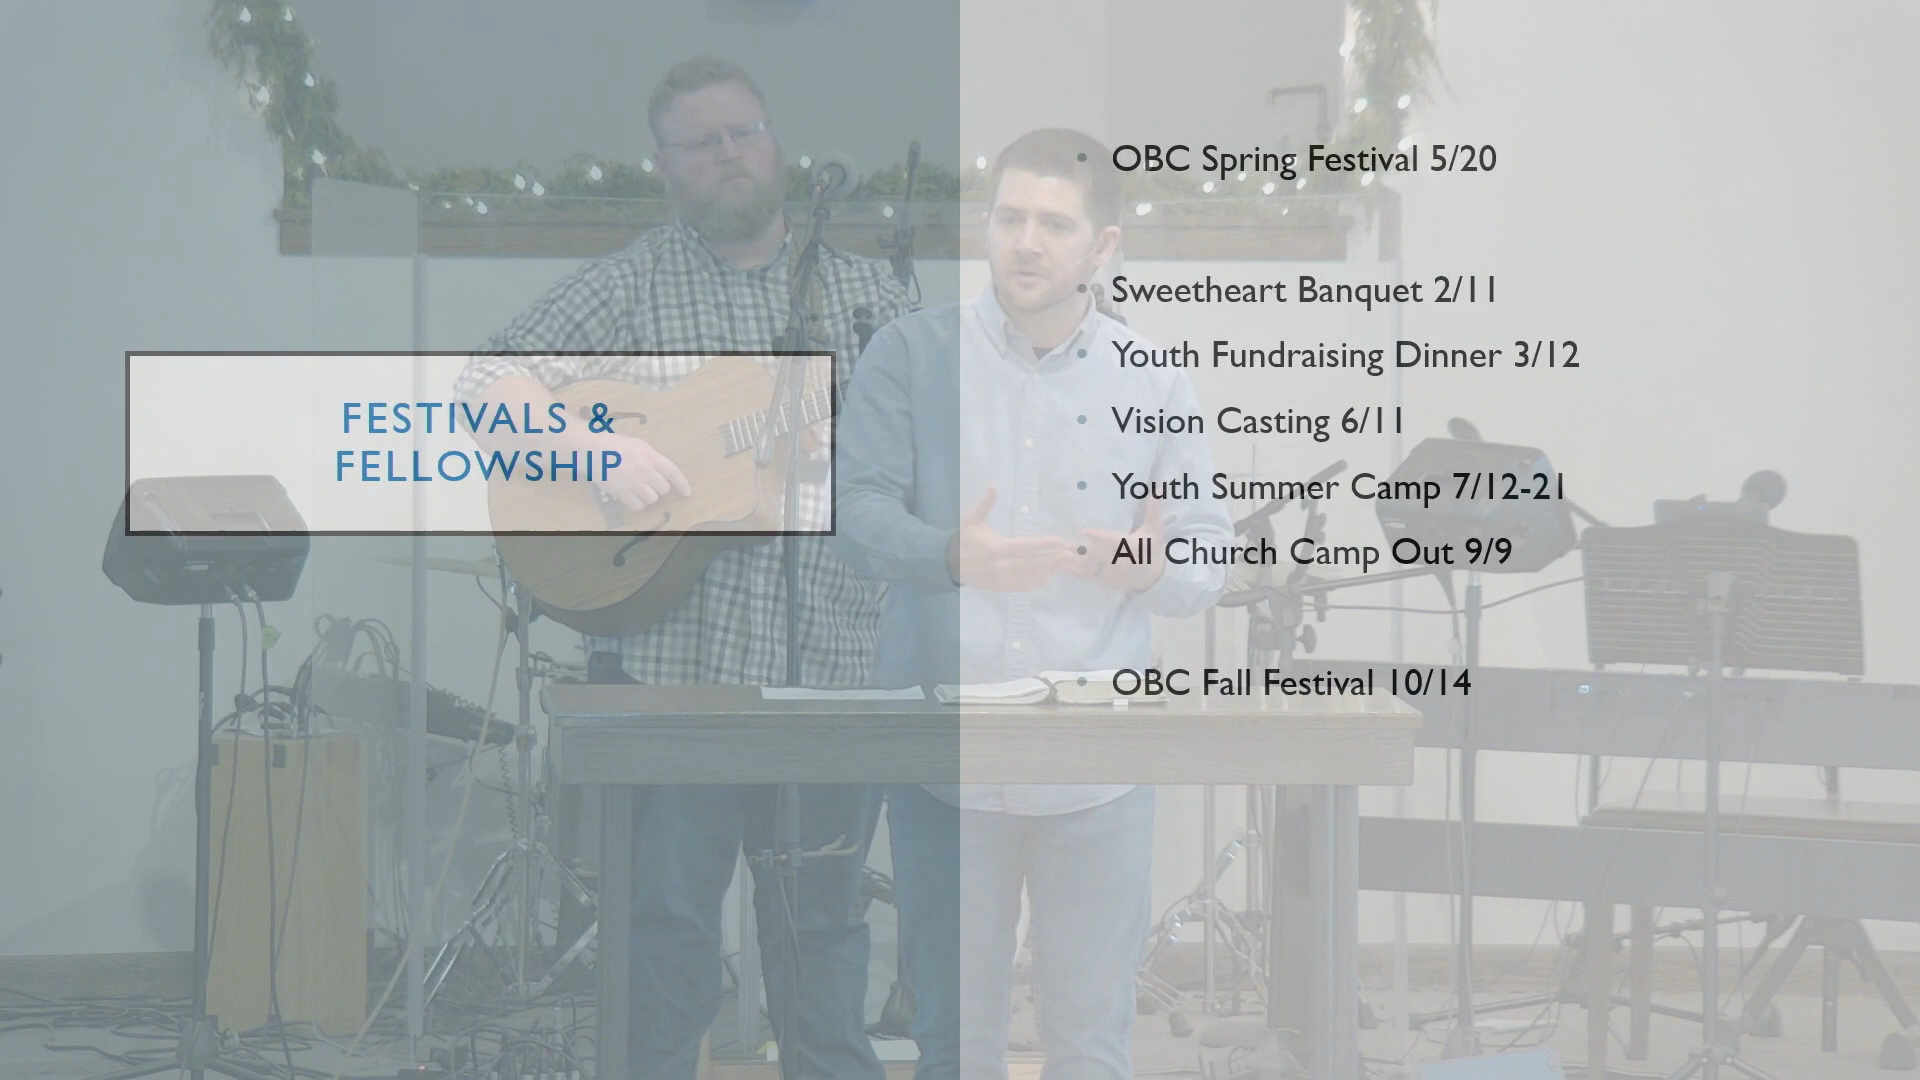 FESTIVALS &
FELLOWSHIP
• OBC Spring Festival 5/20
• Sweetheart Banquet 2/11
• Youth Fundraising Dinner 3/12
• Vision Casting 6/11
• Youth Summer Camp 7/12-21
• All Church Camp Out 9/9
• OBC Fall Festival 10/14